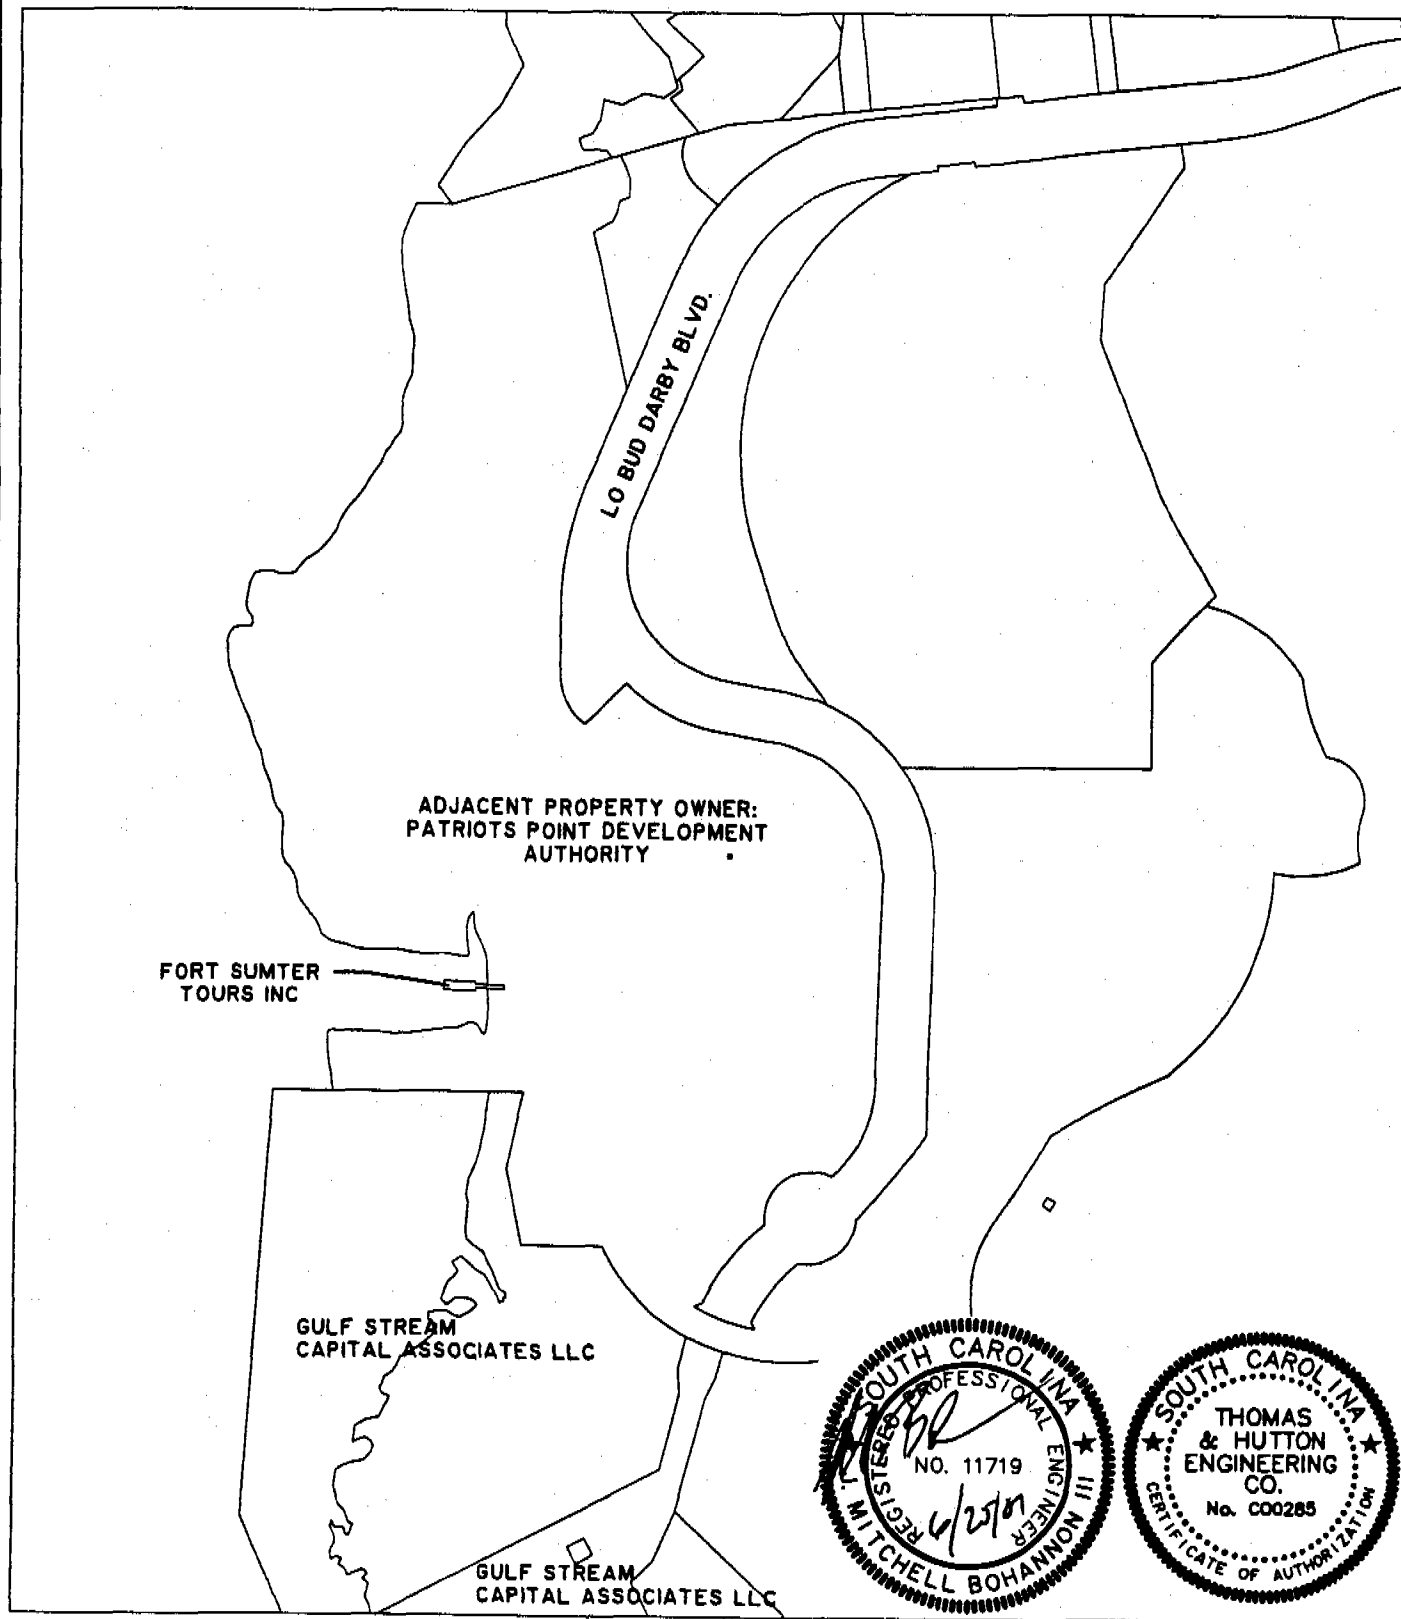 LO BUD DARBY BLVD.
ADJACENT PROPERTY OWNER:
PATRIOTS POINT DEVELOPMENT
AUTHORITY
FORT SUMTER
TOURS INC
GULF STREAM
CAPITAL ASSOCIATES LLC
GULF STREAM
CAPITAL ASSOCIATES LLC
SOUTH CAROLINA
REGISTERED PROFESSIONAL ENGINEER
NO. 11719
J. MITCHELL BOHANNON III
SOUTH CAROLINA
THOMAS
& HUTTON
ENGINEERING
CO.
No. C00285
CERTIFICATE OF AUTHORIZATION